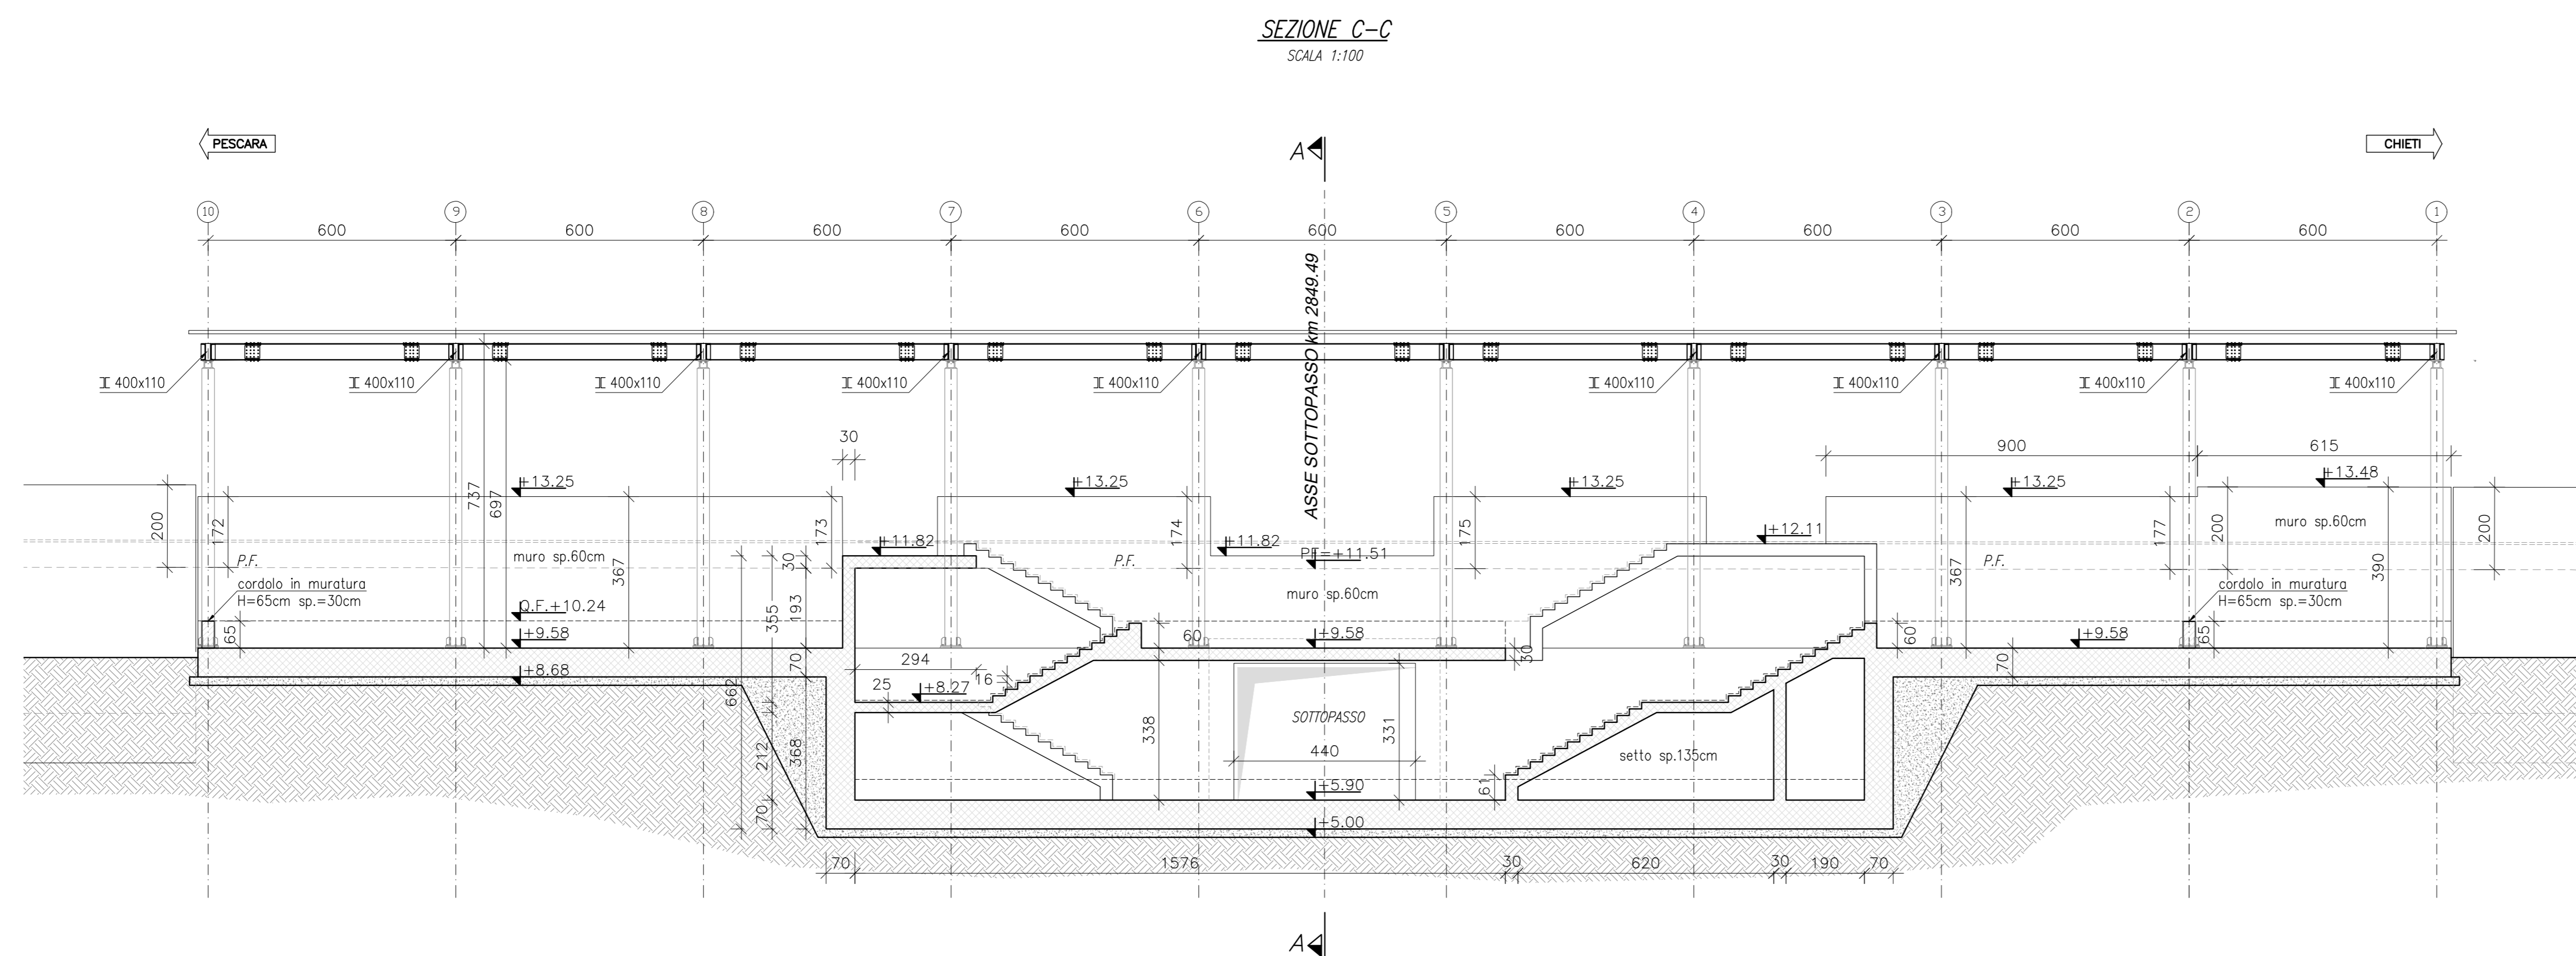 SEZIONE C-C
SCALA 1:100
PESCARA
A
CHIETI
10 9 8 7 6 5 4 3 2 1
600 600 600 600 600 600 600 600 600
ASSE SOTTOPASSO km 2849.49
400x110 400x110 400x110 400x110 400x110 400x110 400x110 400x110 400x110
30
900 615
737
697
+13.25 +13.25 +13.25 +13.25 +13.48
200 172 173 174 175 177 200 200
muro sp.60cm
+11.82 +11.82 +12.11
PF=+11.51
P.F. P.F. P.F.
muro sp.60cm
367 30 367 390
cordolo in muratura
H=65cm sp.=30cm
muro sp.60cm
cordolo in muratura
H=65cm sp.=30cm
Q.F.+10.24
355 193
65 +9.58 60 +9.58 30 60 +9.58 65
+8.68 70 294 70
662 25 +8.27 16
SOTTOPASSO
338 331
440
212 368 setto sp.135cm
+5.90 61
70 +5.00
70 1576 30 620 30 190 70
A